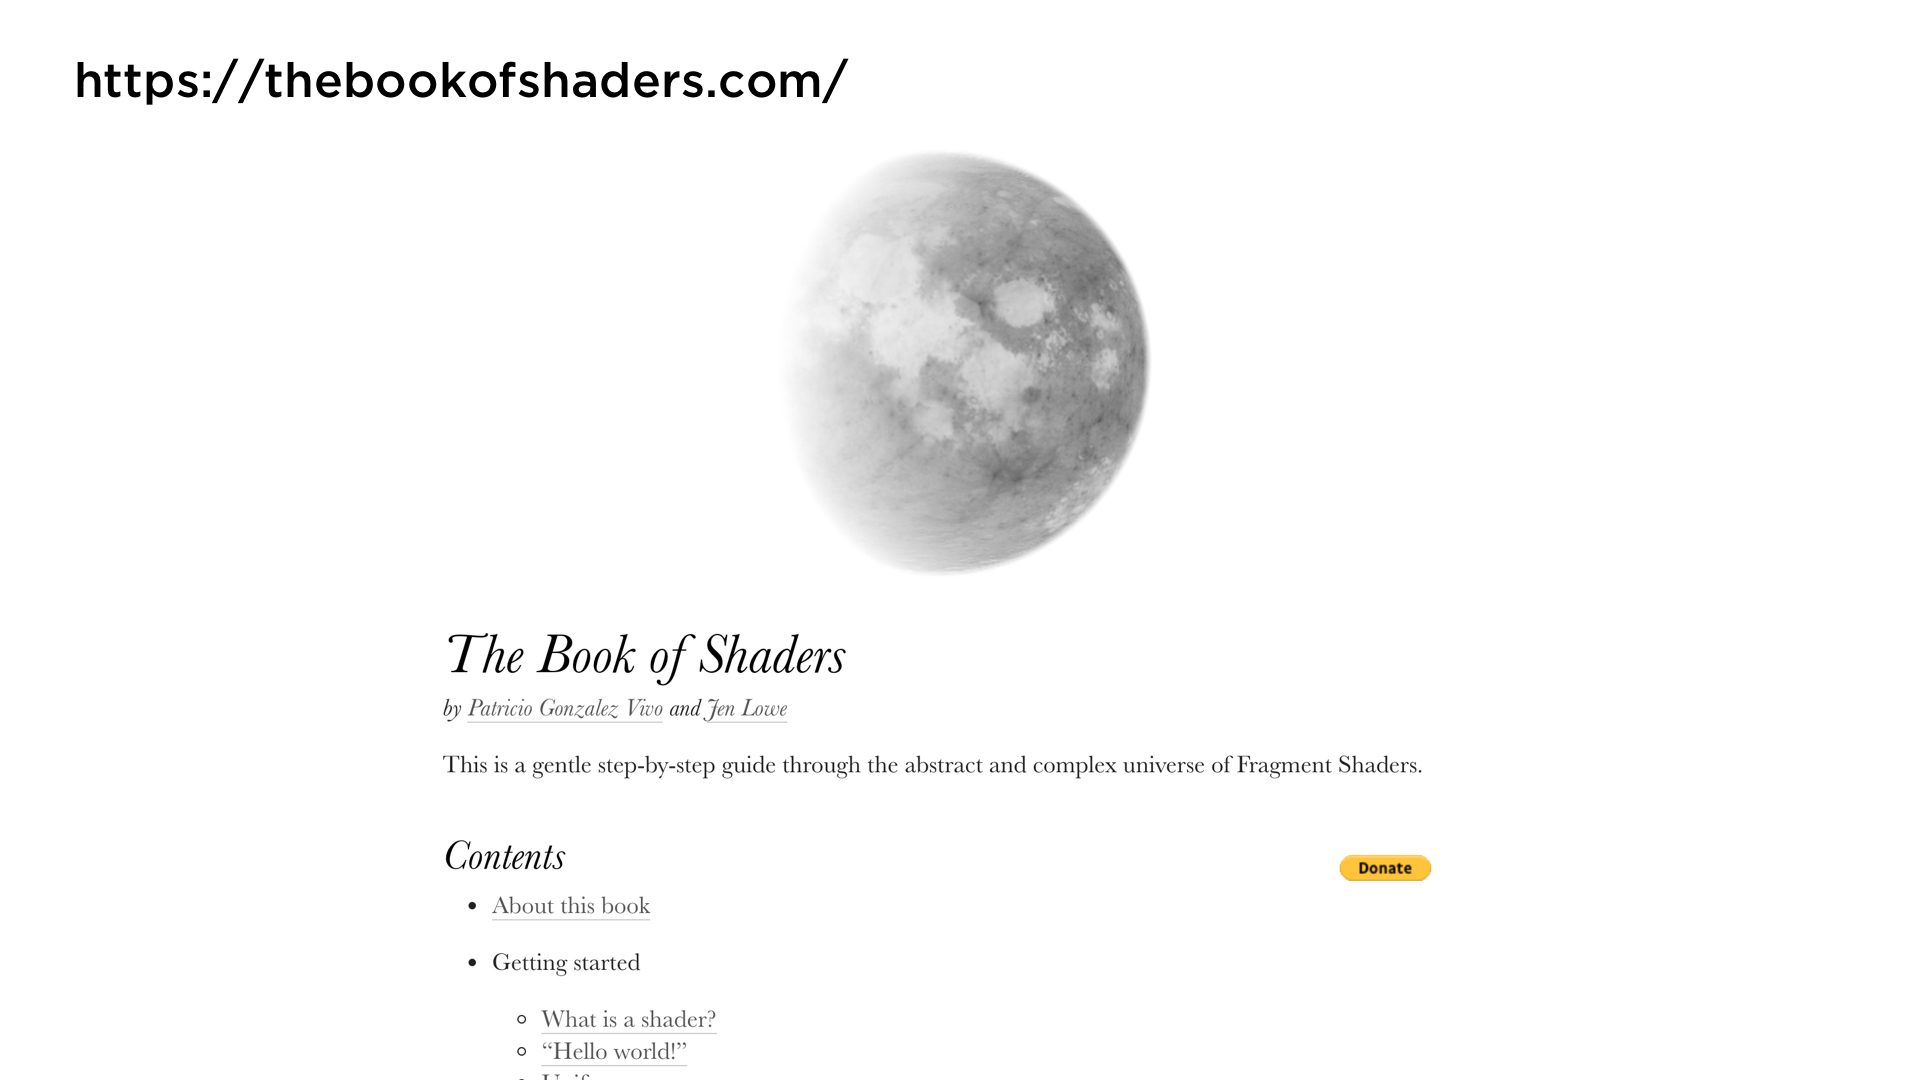 https://thebookofshaders.com/
The Book of Shaders
by Patricio Gonzalez Vivo and Jen Lowe
This is a gentle step-by-step guide through the abstract and complex universe of Fragment Shaders.
Contents
Donate
• About this book
• Getting started
◦ What is a shader?
◦ “Hello world!”